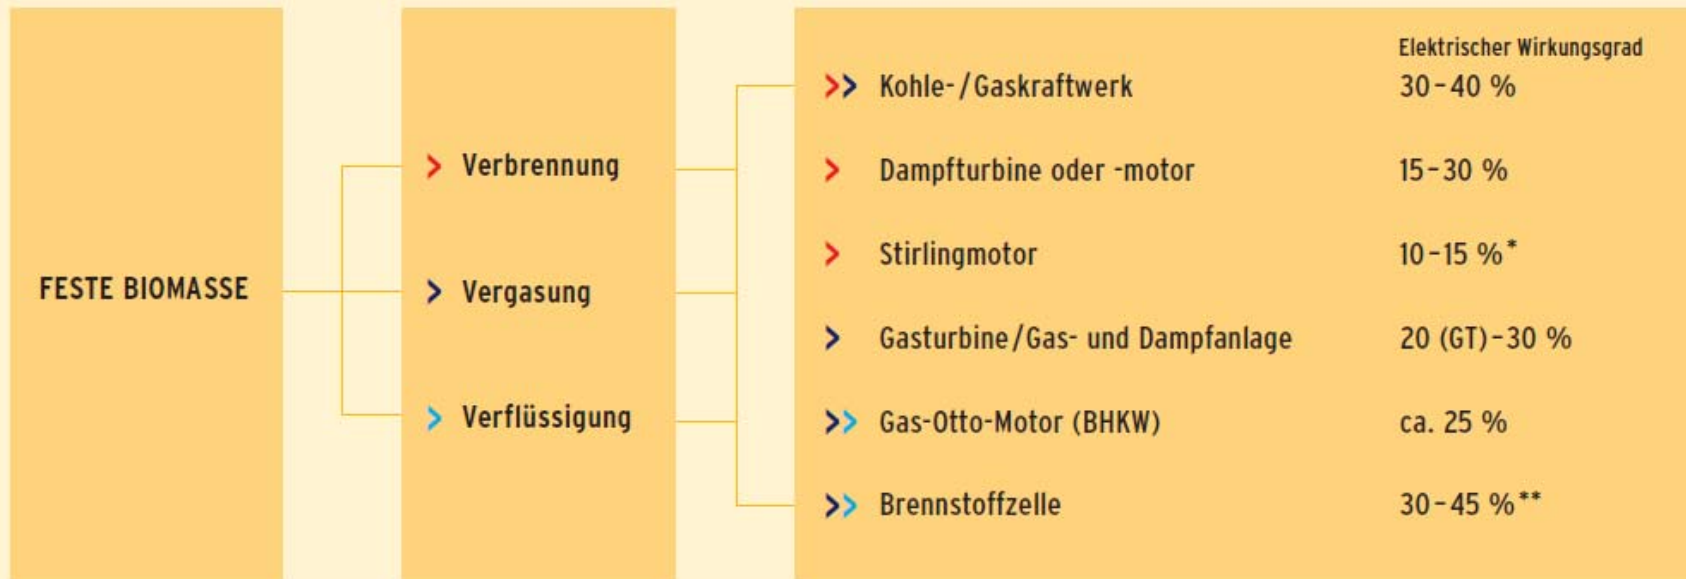 FESTE BIOMASSE
Verbrennung
Vergasung
Verflüssigung
Elektrischer Wirkungsgrad
Kohle-/Gaskraftwerk 30–40 %
Dampfturbine oder -motor 15–30 %
Stirlingmotor 10–15 %*
Gasturbine/Gas- und Dampfanlage 20 (GT)–30 %
Gas-Otto-Motor (BHKW) ca. 25 %
Brennstoffzelle 30–45 %**